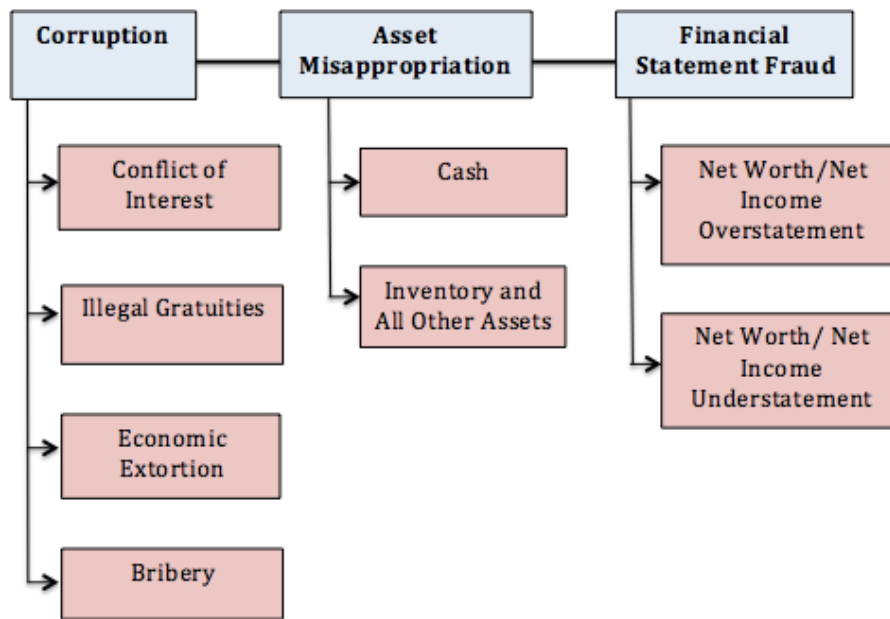 Corruption
Asset
Misappropriation
Financial
Statement Fraud
Conflict of
Interest
Illegal Gratuities
Economic
Extortion
Bribery
Cash
Inventory and
All Other Assets
Net Worth/Net
Income
Overstatement
Net Worth/ Net
Income
Understatement